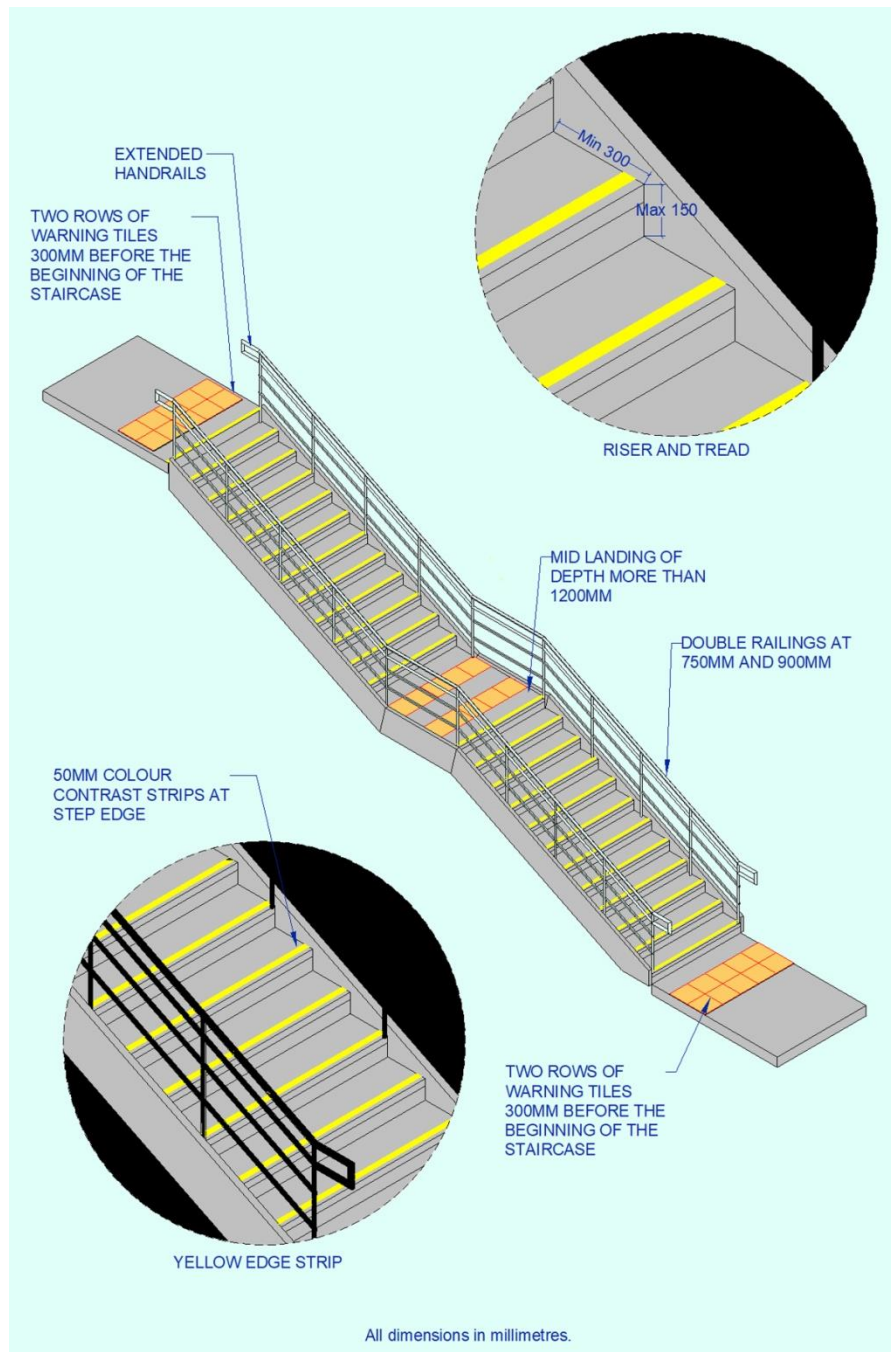 EXTENDED
HANDRAILS
TWO ROWS OF
WARNING TILES
300MM BEFORE THE
BEGINNING OF THE
STAIRCASE
Min 300
Max 150
RISER AND TREAD
MID LANDING OF
DEPTH MORE THAN
1200MM
DOUBLE RAILINGS AT
750MM AND 900MM
50MM COLOUR
CONTRAST STRIPS AT
STEP EDGE
TWO ROWS OF
WARNING TILES
300MM BEFORE THE
BEGINNING OF THE
STAIRCASE
YELLOW EDGE STRIP
All dimensions in millimetres.